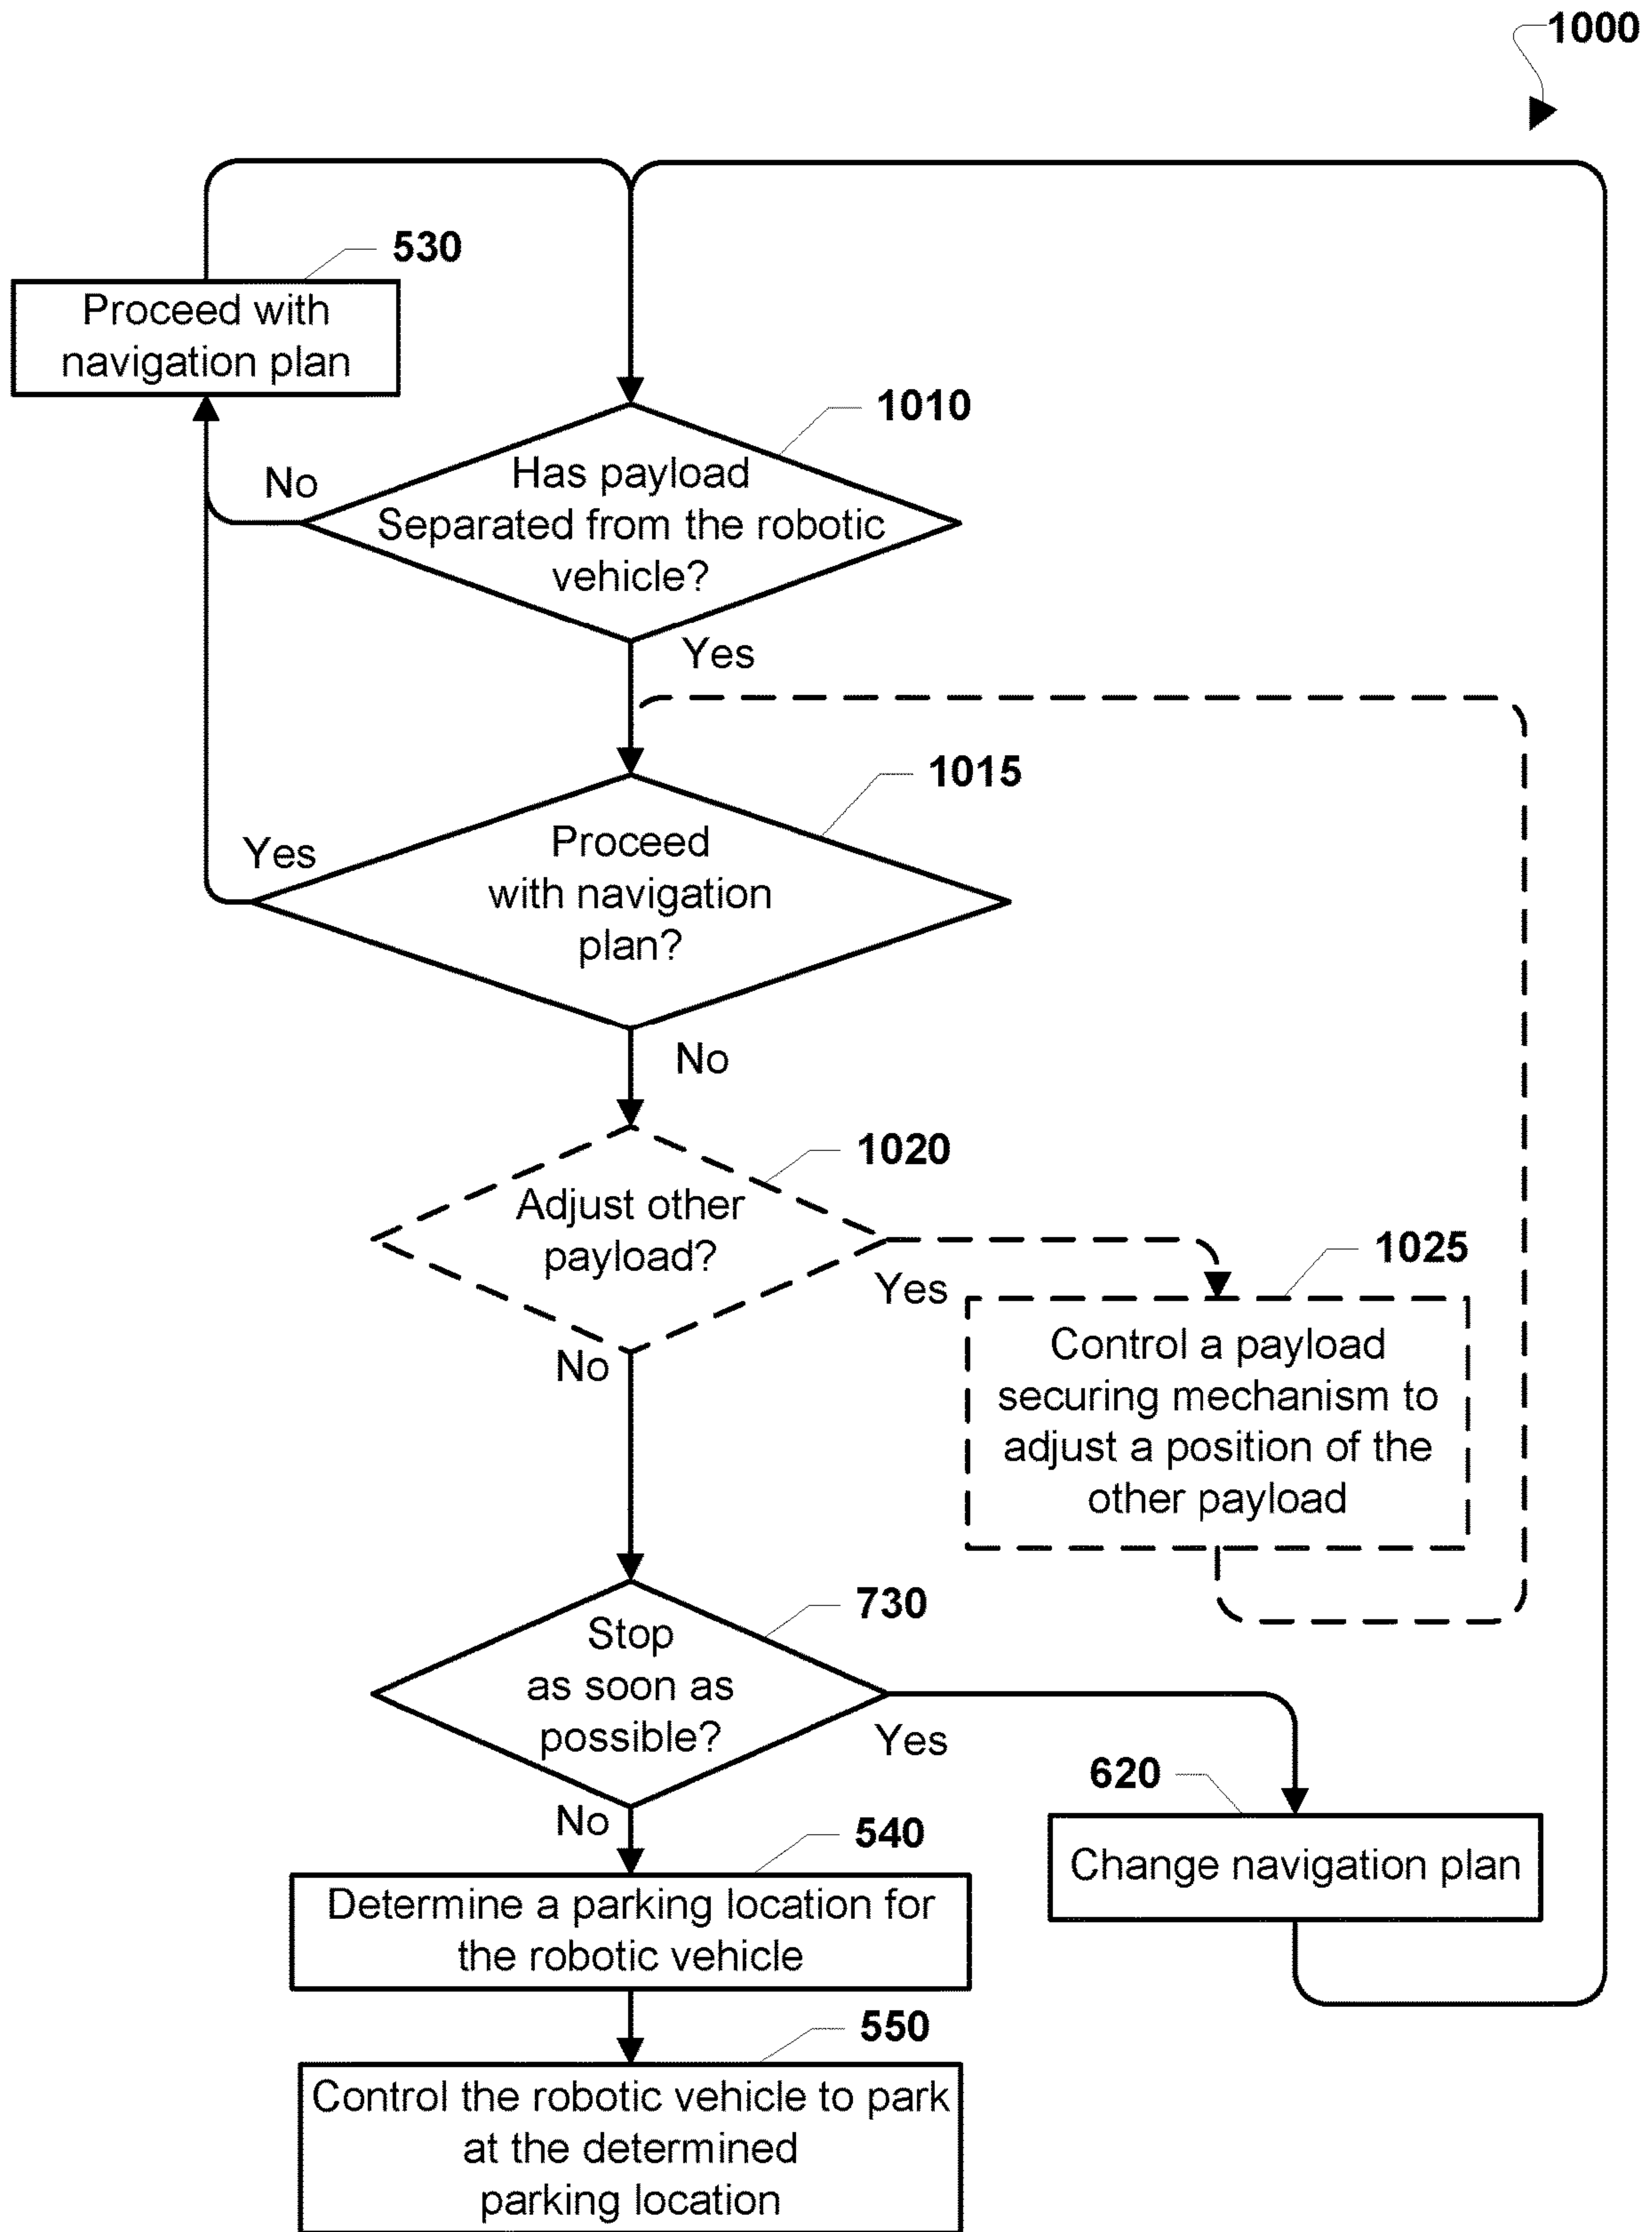 1000
530
Proceed with
navigation plan
1010
No
Has payload
Separated from the robotic
vehicle?
Yes
1015
Yes
Proceed
with navigation
plan?
No
1020
Adjust other
payload?
Yes
1025
No
Control a payload
securing mechanism to
adjust a position of the
other payload
730
Stop
as soon as
possible?
Yes
620
No
540
Change navigation plan
Determine a parking location for
the robotic vehicle
550
Control the robotic vehicle to park
at the determined
parking location